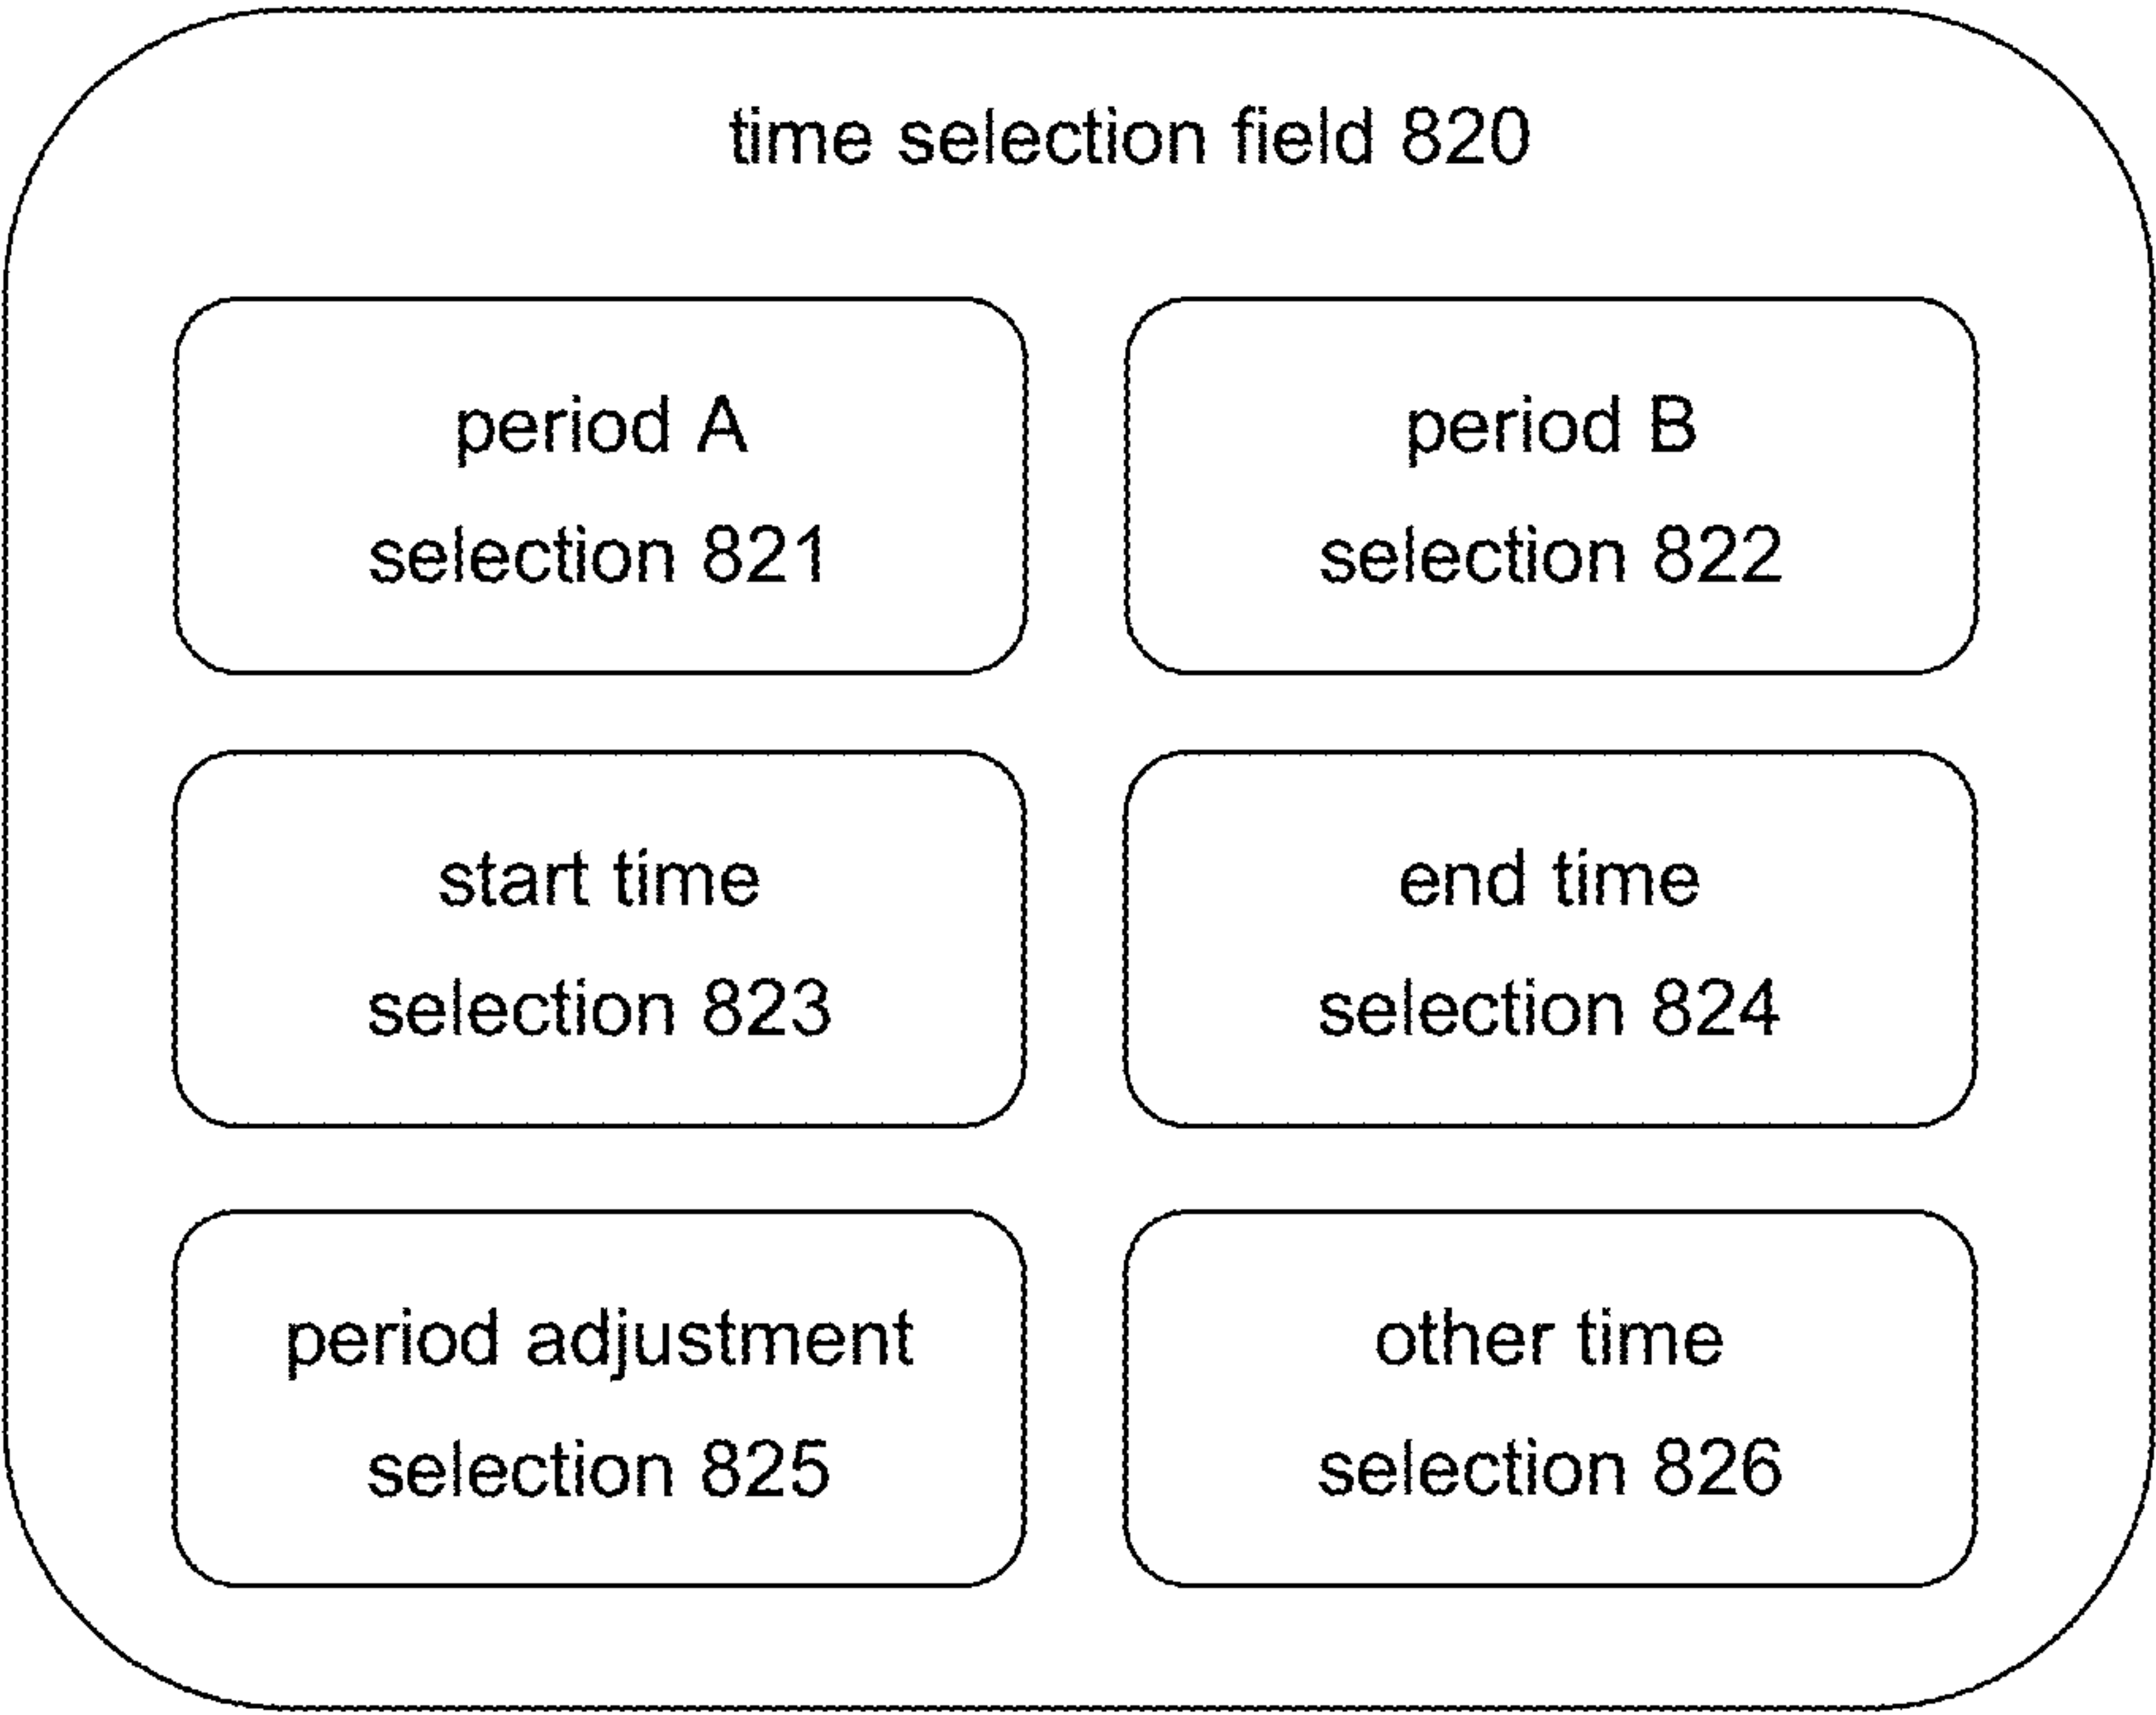 time selection field 820
period A
selection 821
period B
selection 822
start time
selection 823
end time
selection 824
period adjustment
selection 825
other time
selection 826